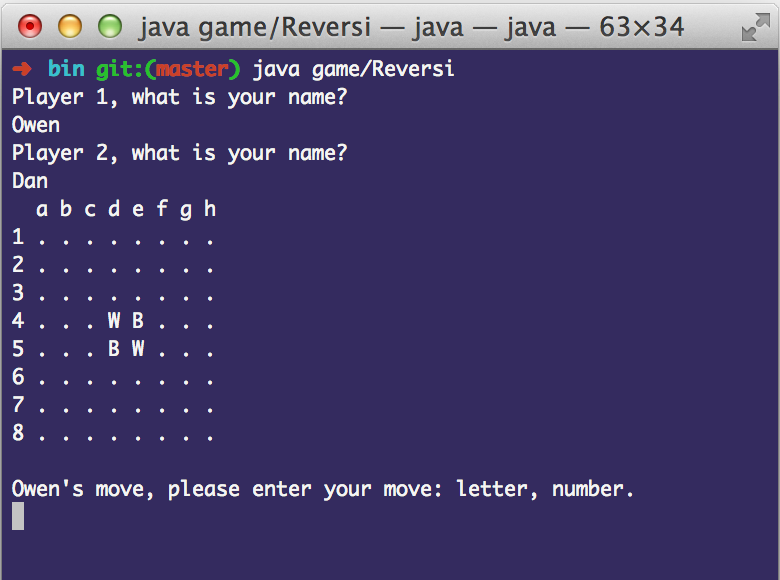 java game/Reversi — java — java — 63×34
➜ bin git:(master) java game/Reversi
Player 1, what is your name?
Owen
Player 2, what is your name?
Dan
  a b c d e f g h
1 . . . . . . . .
2 . . . . . . . .
3 . . . . . . . .
4 . . . W B . . .
5 . . . B W . . .
6 . . . . . . . .
7 . . . . . . . .
8 . . . . . . . .
Owen's move, please enter your move: letter, number.